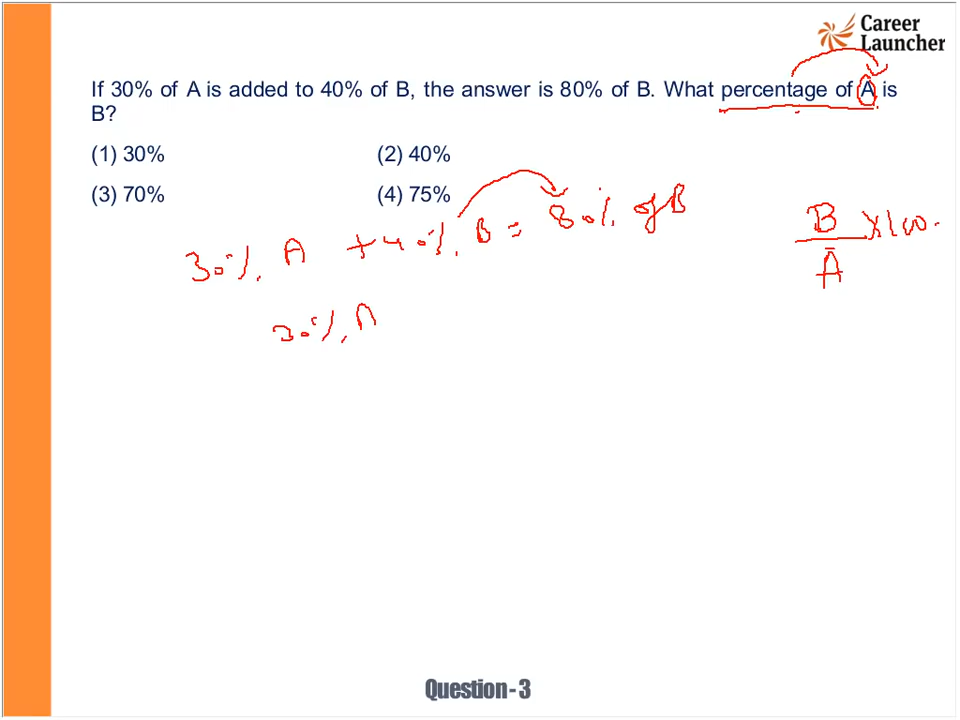 Career
Launcher
If 30% of A is added to 40% of B, the answer is 80% of B. What percentage of A is
B?
(1) 30% (2) 40%
(3) 70% (4) 75%
30% A + 40% B = 80% of B
B/A × 100
30% A
Question - 3